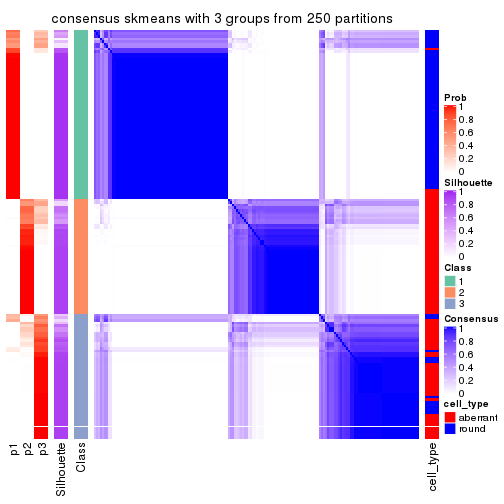 consensus skmeans with 3 groups from 250 partitions
Prob
1
0.8
0.6
0.4
0.2
0
Silhouette
1
0.8
0.6
0.4
0.2
0
Class
1
2
3
Consensus
1
0.8
0.6
0.4
0.2
0
cell_type
aberrant
round
p1
p2
p3
Silhouette
Class
cell_type